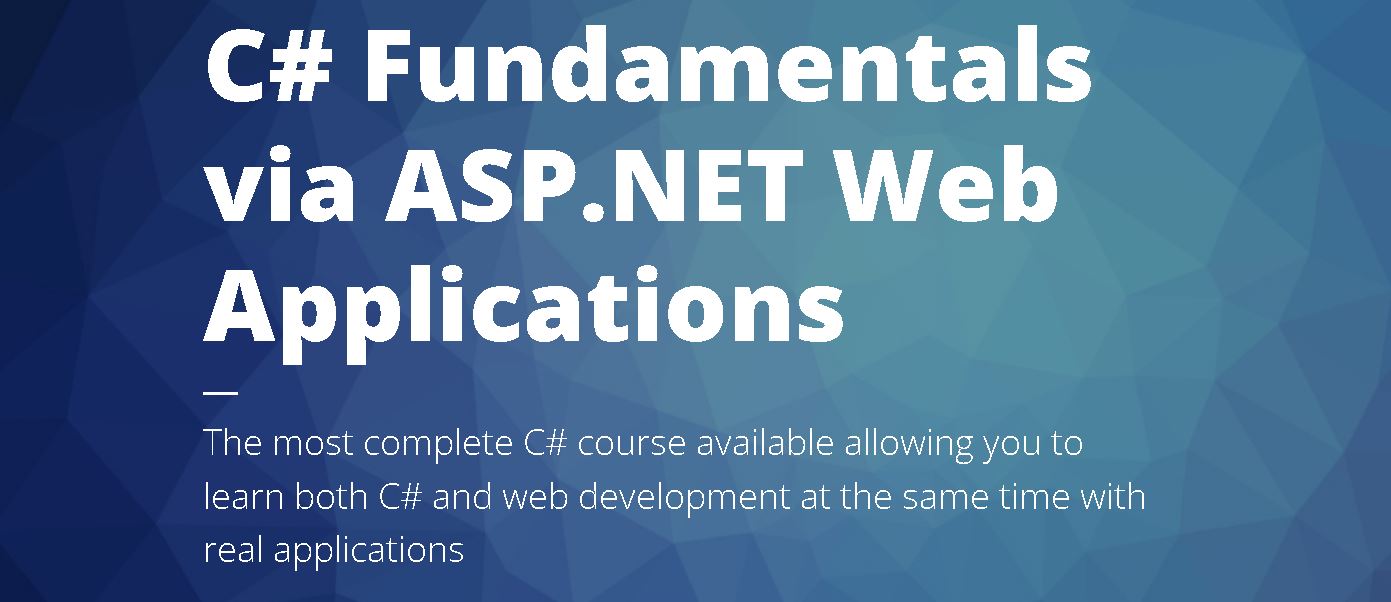 C# Fundamentals
via ASP.NET Web
Applications
The most complete C# course available allowing you to
learn both C# and web development at the same time with
real applications